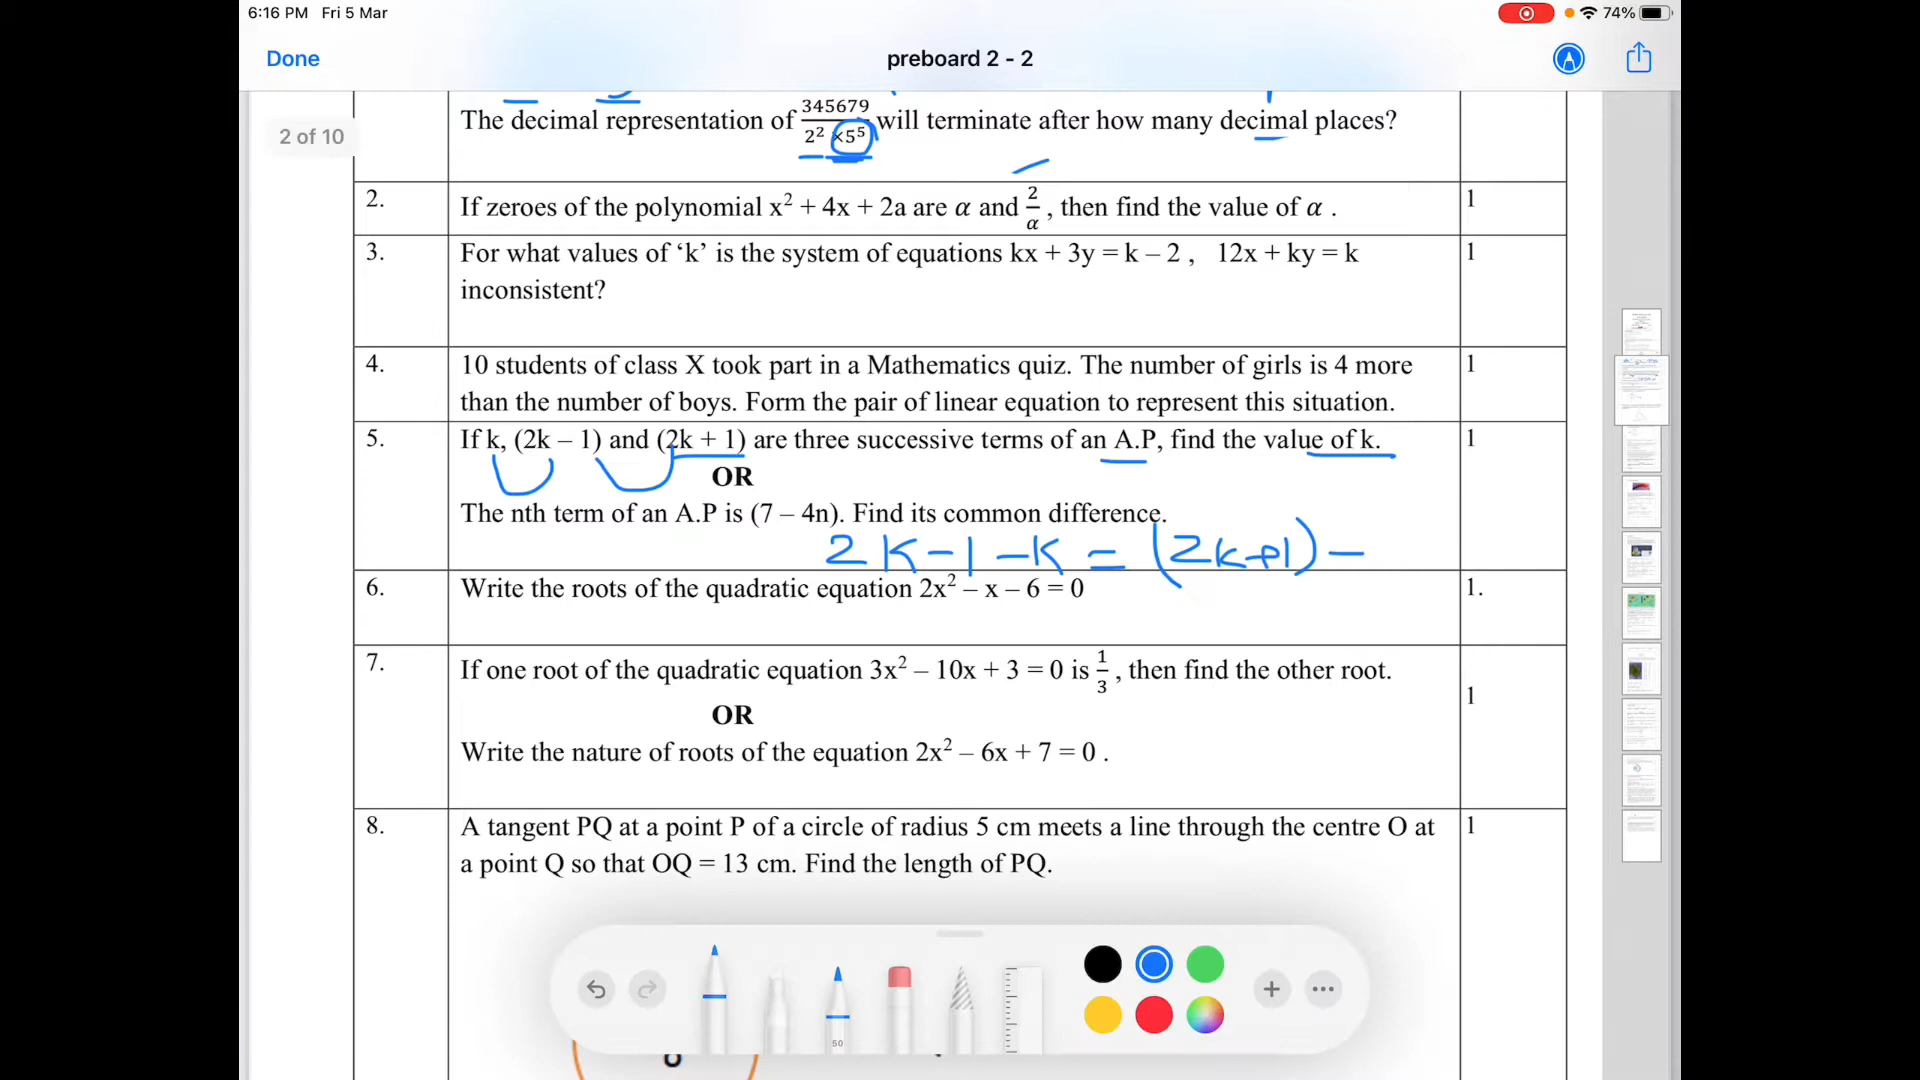 6:16 PM Fri 5 Mar 74%
Done preboard 2 - 2
2 of 10
The decimal representation of 345679/2² ×5⁵ will terminate after how many decimal places?
2. If zeroes of the polynomial x² + 4x + 2a are α and 2/α , then find the value of α . 1
3. For what values of ‘k’ is the system of equations kx + 3y = k – 2 , 12x + ky = k 1
inconsistent?
4. 10 students of class X took part in a Mathematics quiz. The number of girls is 4 more 1
than the number of boys. Form the pair of linear equation to represent this situation.
5. If k, (2k – 1) and (2k + 1) are three successive terms of an A.P, find the value of k. 1
OR
The nth term of an A.P is (7 – 4n). Find its common difference.
2K-1-K = (2k+1) -
6. Write the roots of the quadratic equation 2x² – x – 6 = 0 1.
7. If one root of the quadratic equation 3x² – 10x + 3 = 0 is 1/3 , then find the other root.
1
OR
Write the nature of roots of the equation 2x² – 6x + 7 = 0 .
8. A tangent PQ at a point P of a circle of radius 5 cm meets a line through the centre O at 1
a point Q so that OQ = 13 cm. Find the length of PQ.
50